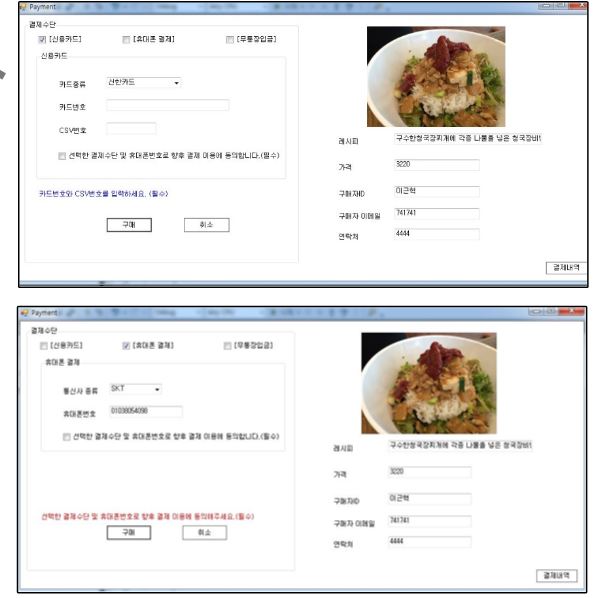 Payment
결제수단
[신용카드] [휴대폰 결제] [무통장입금]
신용카드
카드종류 신한카드
카드번호
CSV번호
선택한 결제수단 및 휴대폰번호로 향후 결제 이용에 동의합니다.(필수)
카드번호와 CSV번호를 입력하세요. (필수)
구매 취소
레시피 구수한청국장찌개에 각종 나물을 넣은 청국장비
가격 3220
구매자ID 이근혁
구매자 이메일 741741
연락처 4444
결제내역
Payment
결제수단
[신용카드] [휴대폰 결제] [무통장입금]
휴대폰 결제
통신사 종류 SKT
휴대폰번호 01038054098
선택한 결제수단 및 휴대폰번호로 향후 결제 이용에 동의합니다.(필수)
선택한 결제수단 및 휴대폰번호로 향후 결제 이용에 동의해주세요.(필수)
구매 취소
레시피 구수한청국장찌개에 각종 나물을 넣은 청국장비
가격 3220
구매자ID 이근혁
구매자 이메일 741741
연락처 4444
결제내역